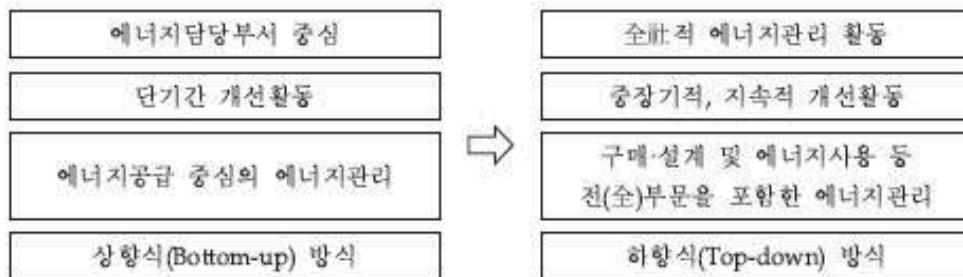 에너지담당부서 중심
全社적 에너지관리 활동
단기간 개선활동
중장기적, 지속적 개선활동
에너지공급 중심의 에너지관리
구매·설계 및 에너지사용 등
전(全)부문을 포함한 에너지관리
상향식(Bottom-up) 방식
하향식(Top-down) 방식